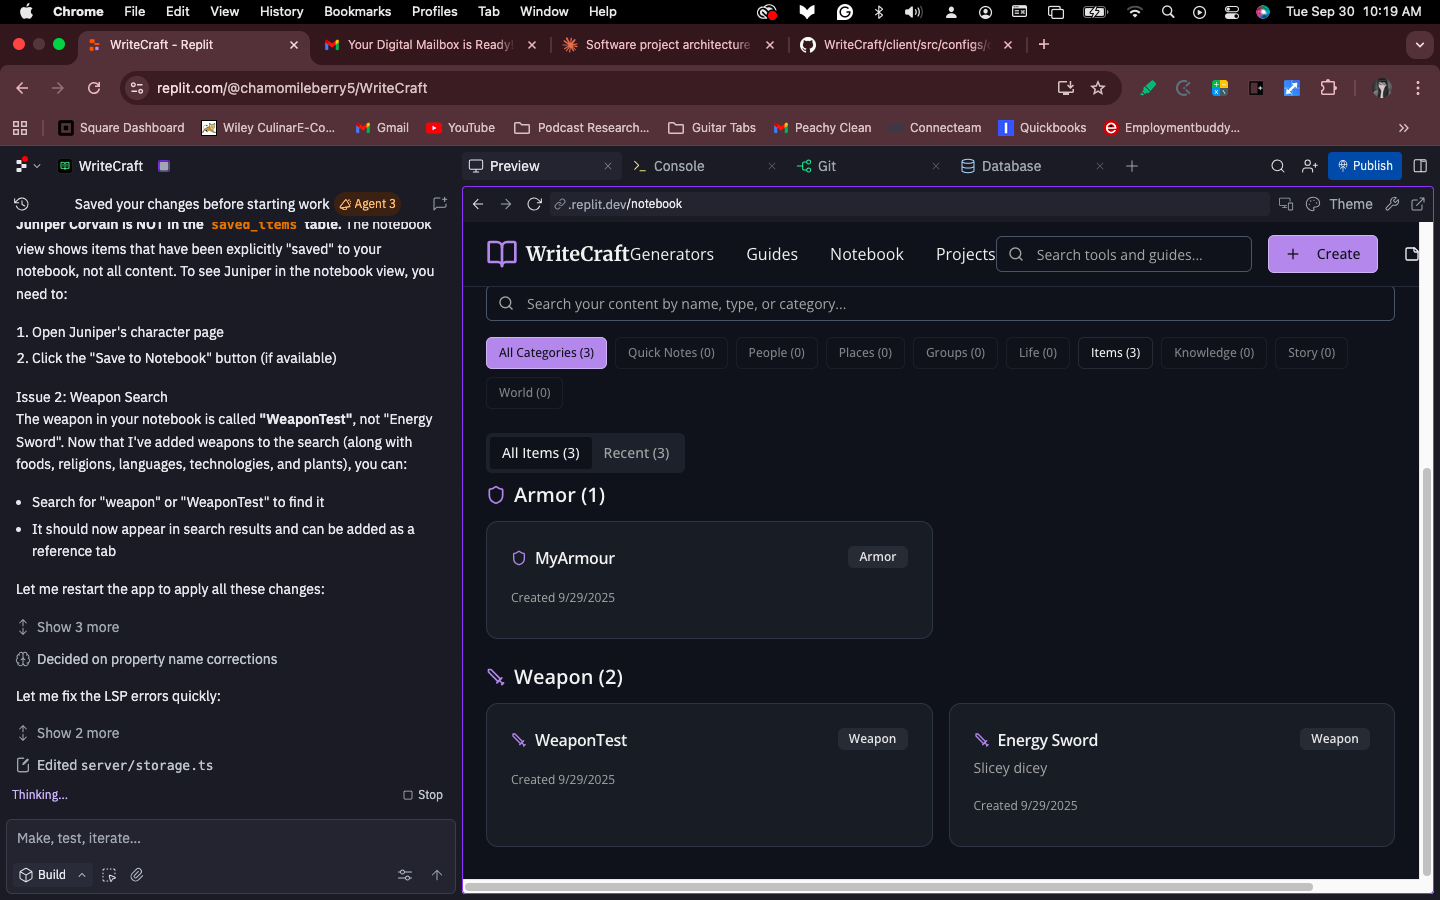 Chrome File Edit View History Bookmarks Profiles Tab Window Help Tue Sep 30 10:19 AM
WriteCraft - Replit
Your Digital Mailbox is Ready!
Software project architecture
WriteCraft/client/src/configs/
replit.com/@chamomileberry5/WriteCraft
Square Dashboard Wiley CulinarE-Co... Gmail YouTube Podcast Research... Guitar Tabs Peachy Clean Connecteam Quickbooks Employmentbuddy...
WriteCraft
Preview Console Git Database Publish
Saved your changes before starting work Agent 3
Juniper Corvain is NOT in the saved_items table. The notebook
view shows items that have been explicitly "saved" to your
notebook, not all content. To see Juniper in the notebook view, you
need to:
1. Open Juniper's character page
2. Click the "Save to Notebook" button (if available)
Issue 2: Weapon Search
The weapon in your notebook is called "WeaponTest", not "Energy
Sword". Now that I've added weapons to the search (along with
foods, religions, languages, technologies, and plants), you can:
• Search for "weapon" or "WeaponTest" to find it
• It should now appear in search results and can be added as a
reference tab
Let me restart the app to apply all these changes:
Show 3 more
Decided on property name corrections
Let me fix the LSP errors quickly:
Show 2 more
Edited server/storage.ts
Thinking... Stop
Make, test, iterate...
Build
.replit.dev/notebook Theme
WriteCraft Generators Guides Notebook Projects Search tools and guides... + Create
Search your content by name, type, or category...
All Categories (3) Quick Notes (0) People (0) Places (0) Groups (0) Life (0) Items (3) Knowledge (0) Story (0)
World (0)
All Items (3) Recent (3)
Armor (1)
MyArmour Armor
Created 9/29/2025
Weapon (2)
WeaponTest Weapon
Created 9/29/2025
Energy Sword Weapon
Slicey dicey
Created 9/29/2025